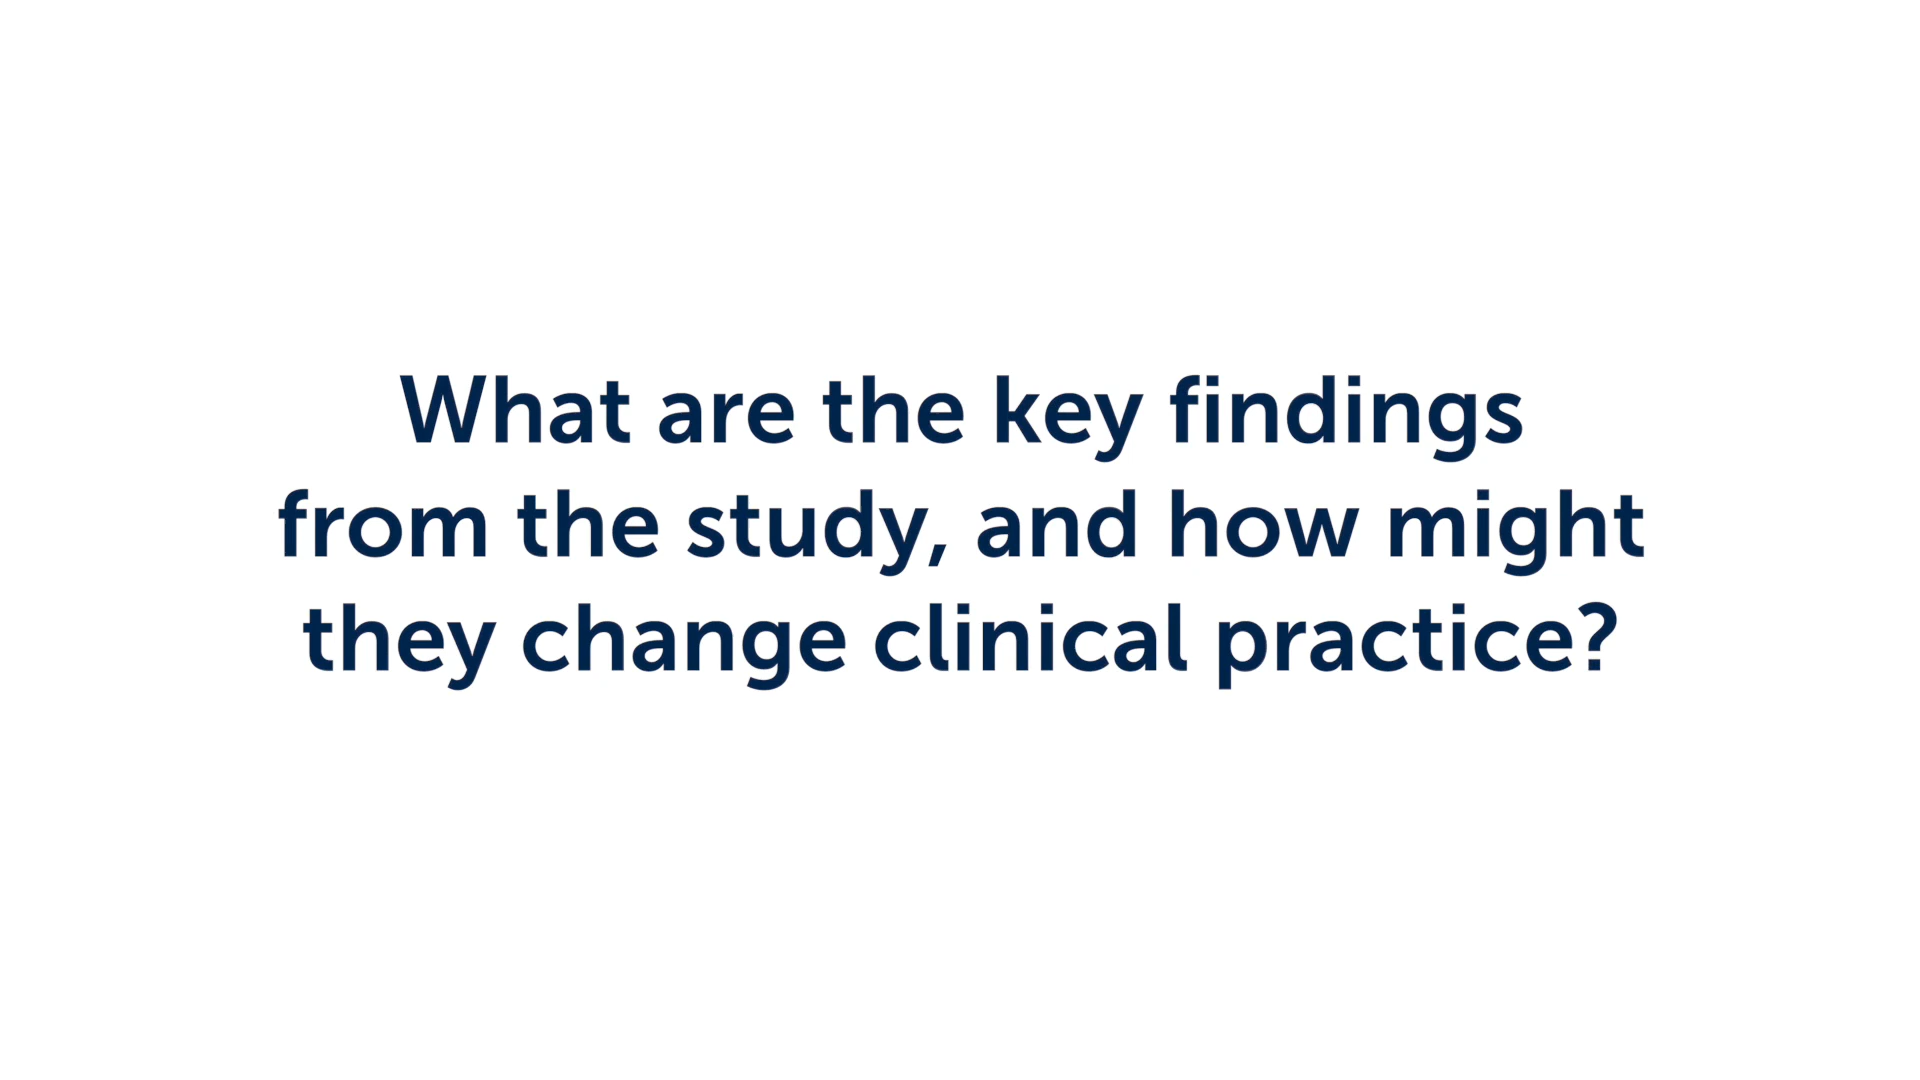 What are the key findings
from the study, and how might
they change clinical practice?